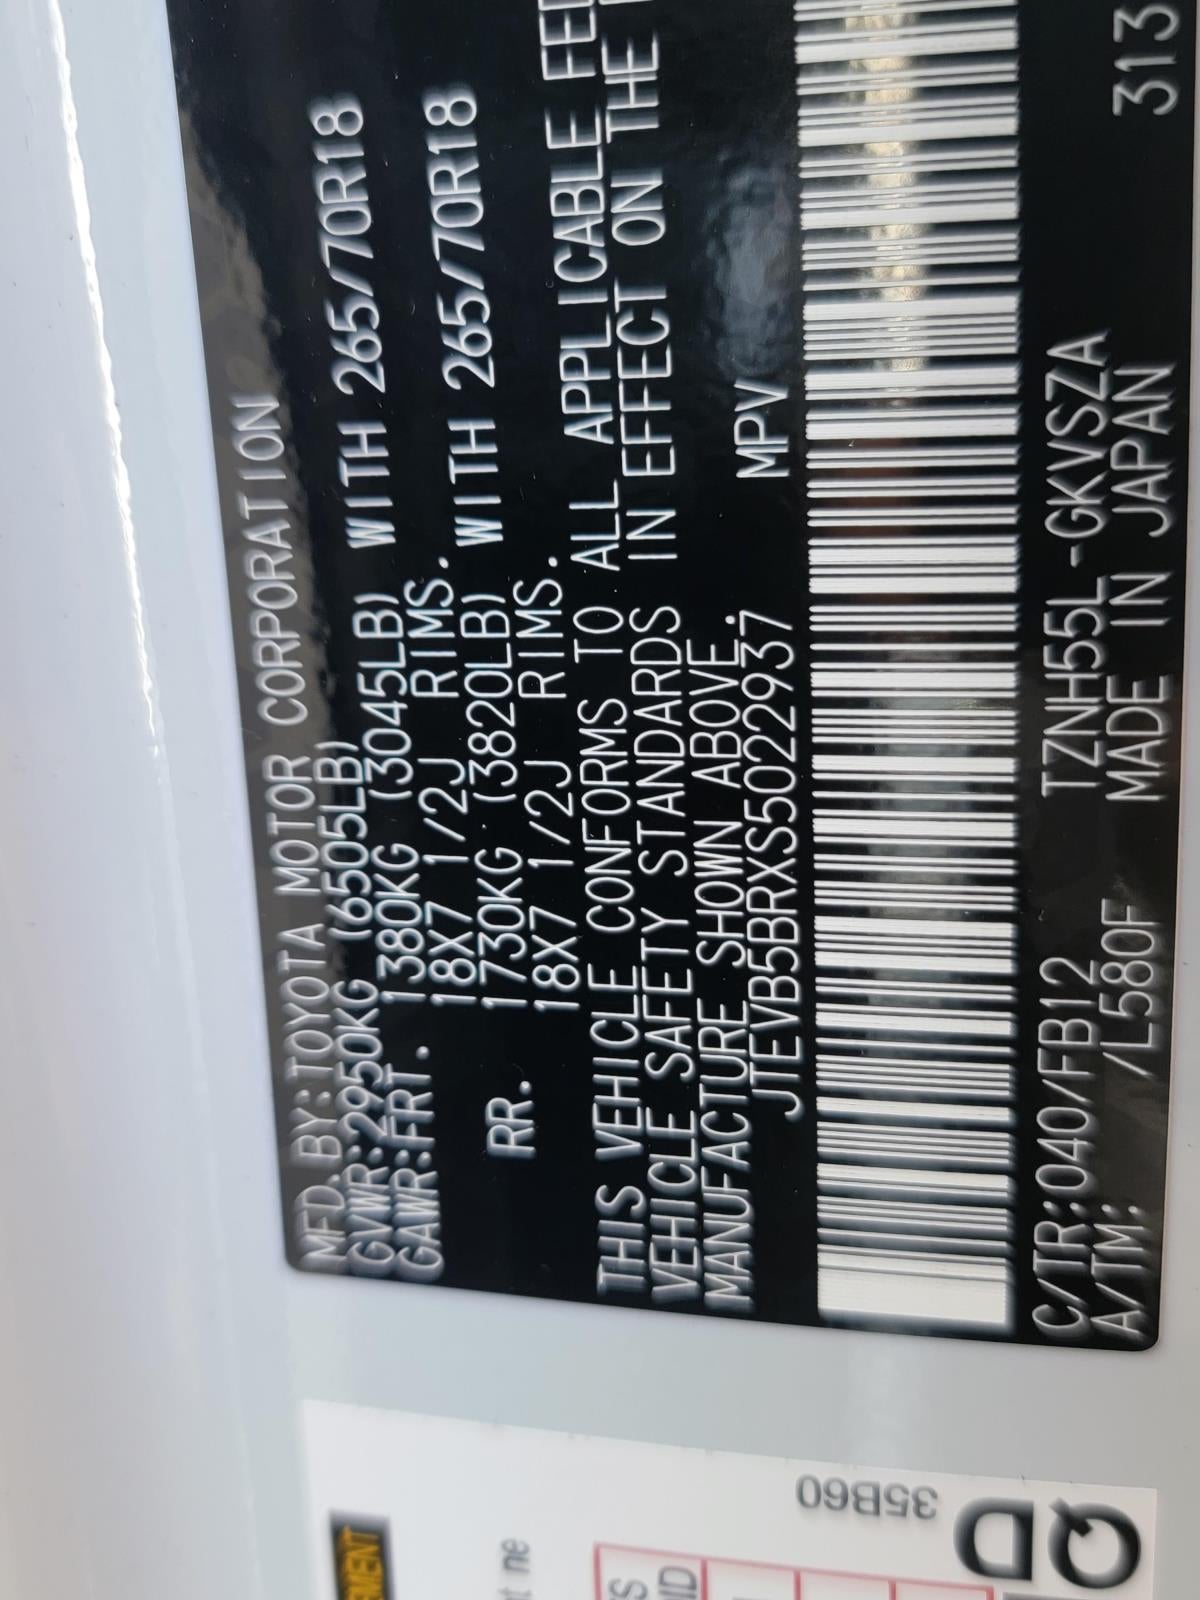 MFD.BY:TOYOTA MOTOR CORPORATION
GVWR:2950KG (6505LB)
GAWR:FRT. 1380KG (3045LB) WITH 265/70R18
18X7 1/2J RIMS.
RR. 1730KG (3820LB) WITH 265/70R18
18X7 1/2J RIMS.
THIS VEHICLE CONFORMS TO ALL APPLICABLE
VEHICLE SAFETY STANDARDS IN EFFECT ON THE
MANUFACTURE SHOWN ABOVE.
JTEVB5BRXS5022937 MPV
C/TR:040/FB12 TZNH55L-GKVSZA
A/TM: /L580F MADE IN JAPAN 313
35B60